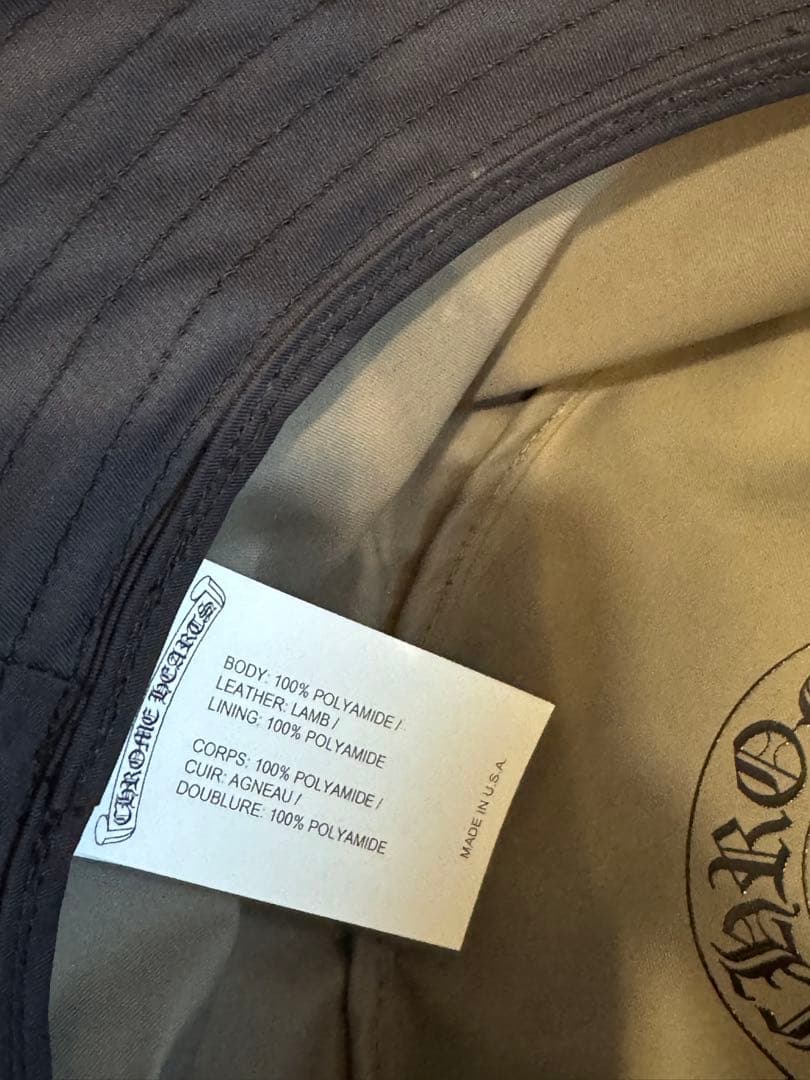 CHROME HEARTS
BODY: 100% POLYAMIDE /
LEATHER: LAMB /
LINING: 100% POLYAMIDE
CORPS: 100% POLYAMIDE /
CUIR: AGNEAU /
DOUBLURE: 100% POLYAMIDE
MADE IN U.S.A.
CHRO